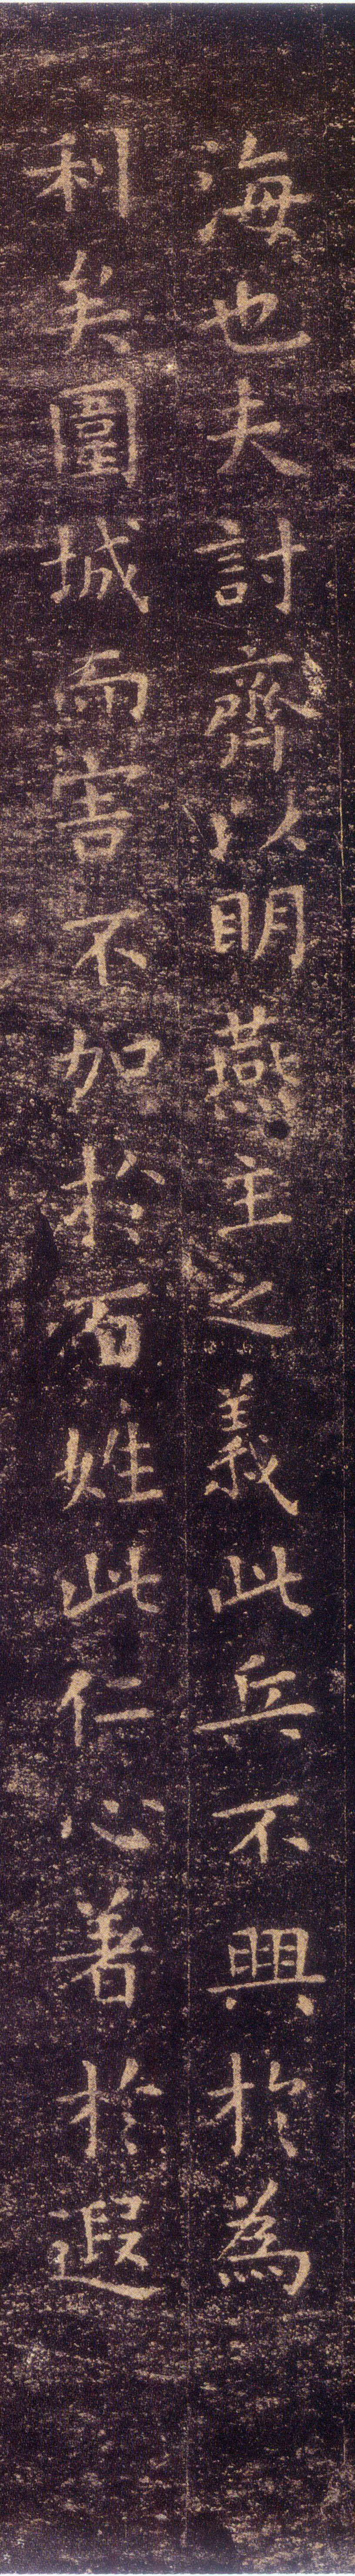 海也夫討齊以明燕主之義此兵不興於為
利矣圍城而害不加於百姓此仁心著於遐